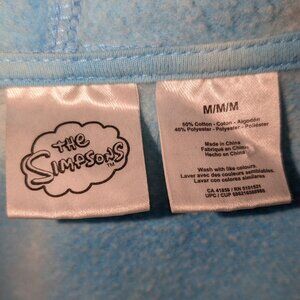 THE
SIMPSONS
TM
M/M/M
60% Cotton - Coton - Algodón
40% Polyester - Polyester - Poliéster
Made in China
Fabriqué en Chine
Hecho en China
Wash with like colours.
Laver avec des couleurs semblables.
Lavar con colores similares.